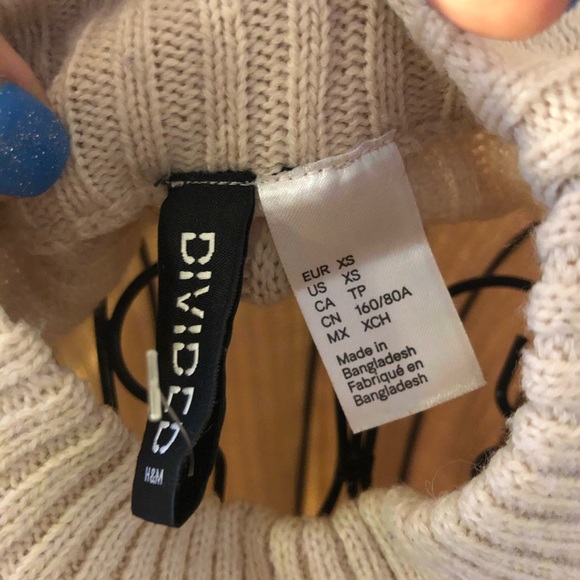 DIVIDED
H&M
EUR XS
US XS
CA TP
CN 160/80A
MX XCH
Made in
Bangladesh
Fabriqué en
Bangladesh